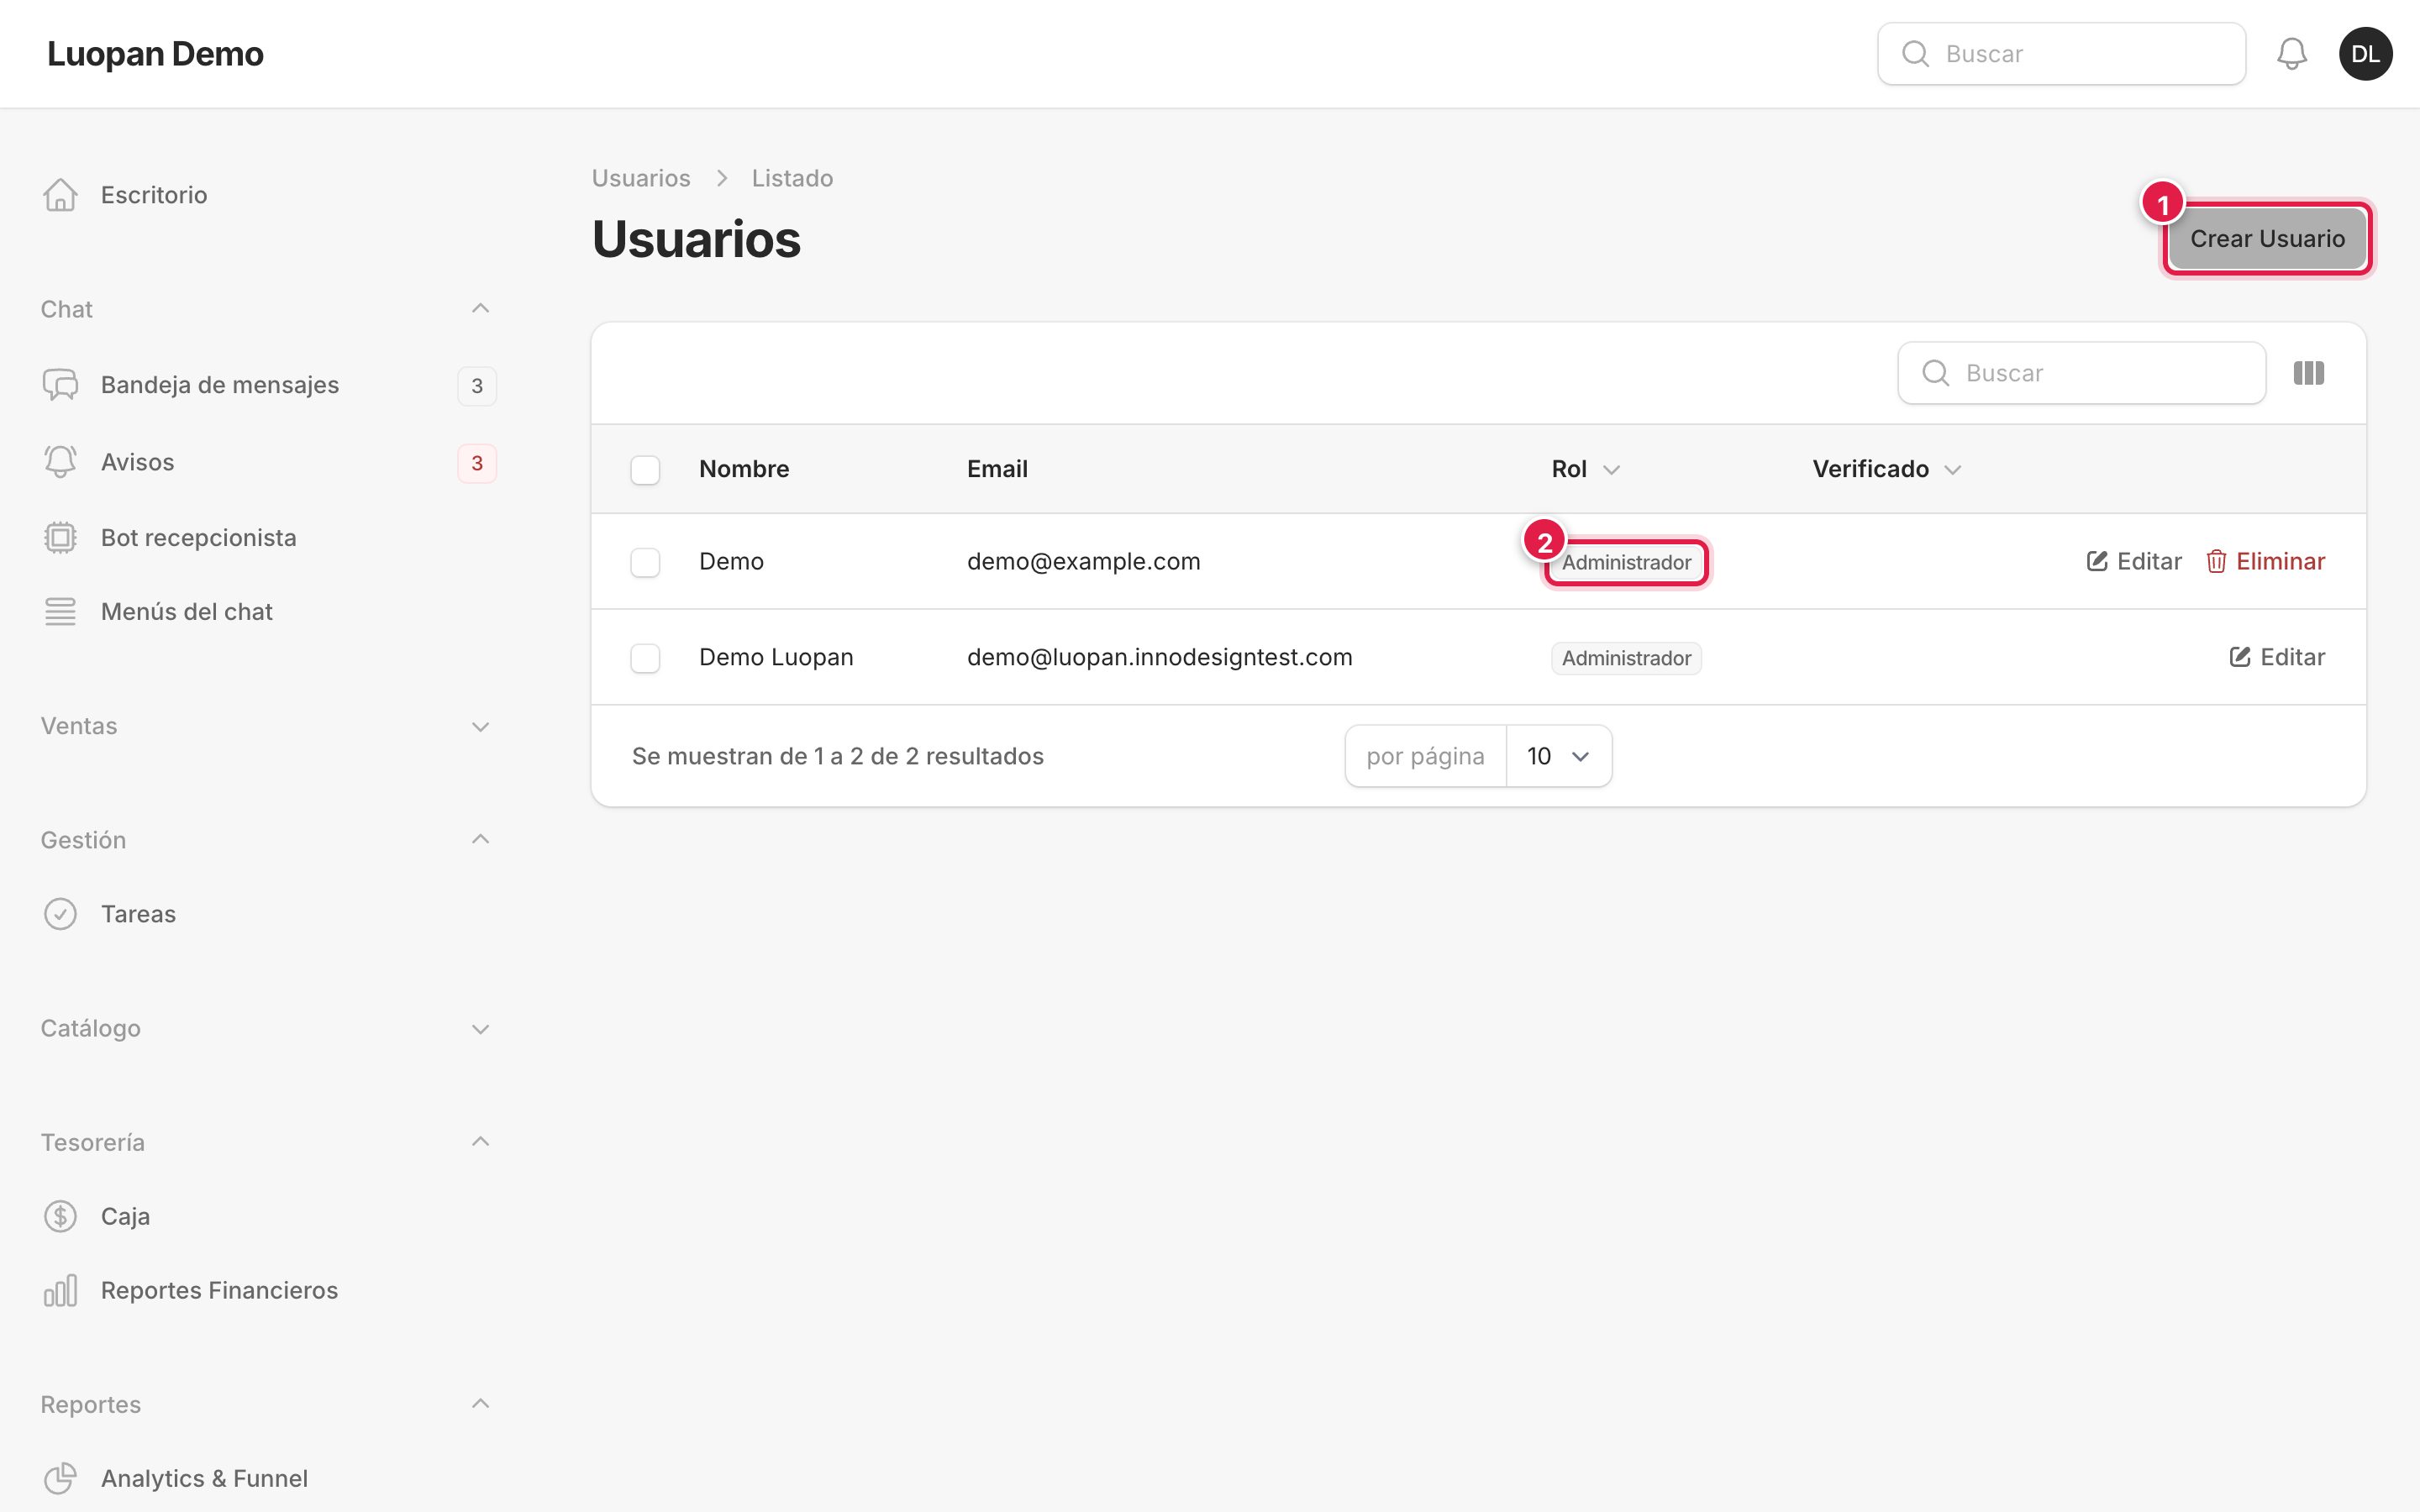 Luopan Demo
Buscar
DL
Escritorio
Chat
Bandeja de mensajes 3
Avisos 3
Bot recepcionista
Menús del chat
Ventas
Gestión
Tareas
Catálogo
Tesorería
Caja
Reportes Financieros
Reportes
Analytics & Funnel
Usuarios > Listado
Usuarios
1
Crear Usuario
Buscar
Nombre Email Rol Verificado
2
Demo demo@example.com Administrador Editar Eliminar
Demo Luopan demo@luopan.innodesigntest.com Administrador Editar
Se muestran de 1 a 2 de 2 resultados por página 10